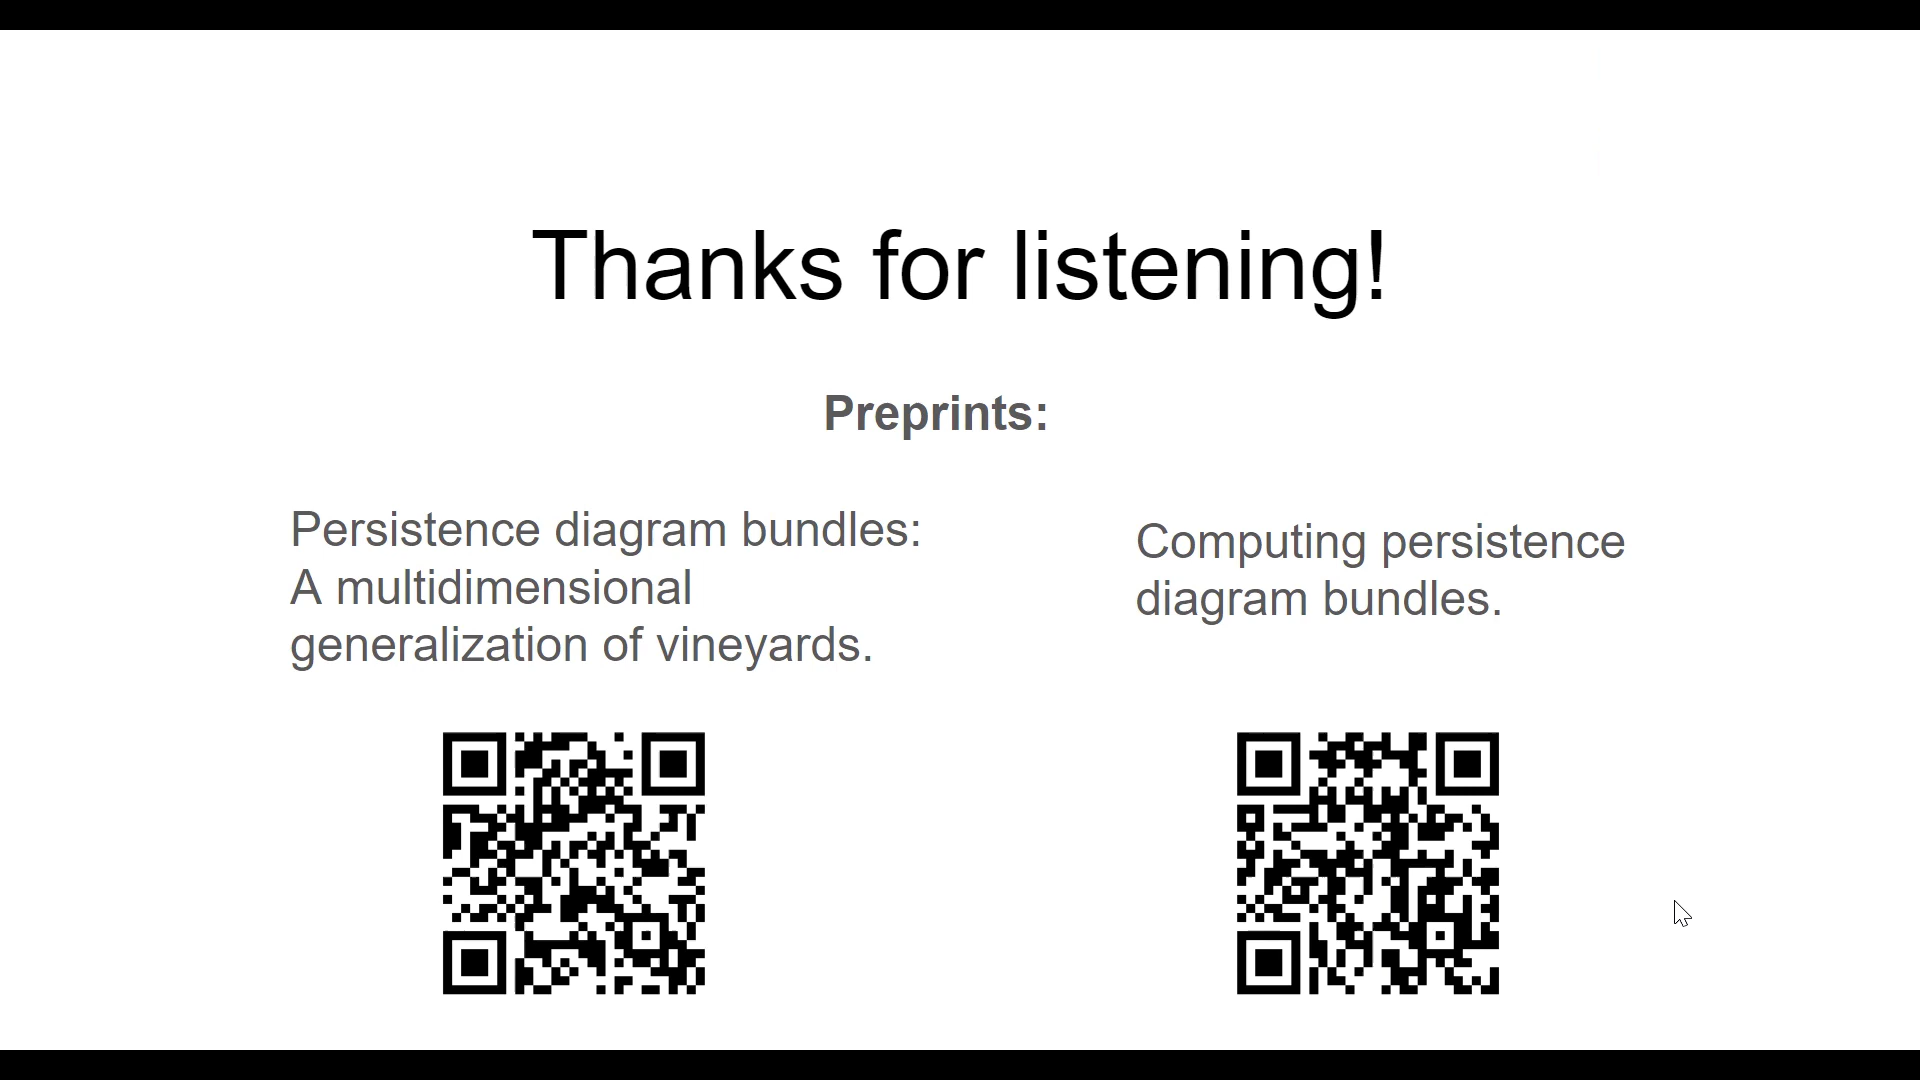 Thanks for listening!
Preprints:
Persistence diagram bundles:
A multidimensional
generalization of vineyards.
Computing persistence
diagram bundles.